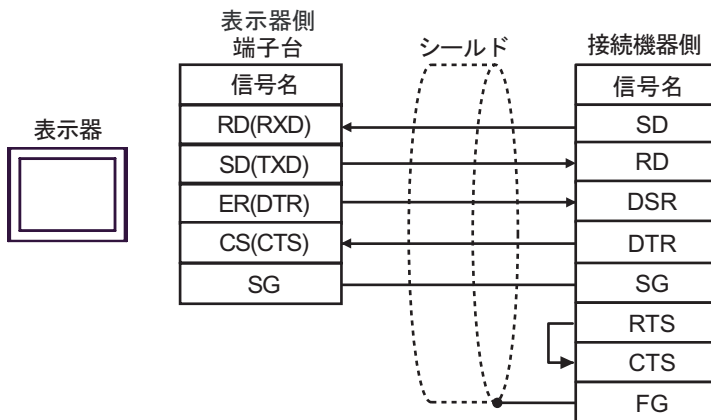 表示器
表示器側
端子台
信号名
RD(RXD)
SD(TXD)
ER(DTR)
CS(CTS)
SG
シールド
接続機器側
信号名
SD
RD
DSR
DTR
SG
RTS
CTS
FG